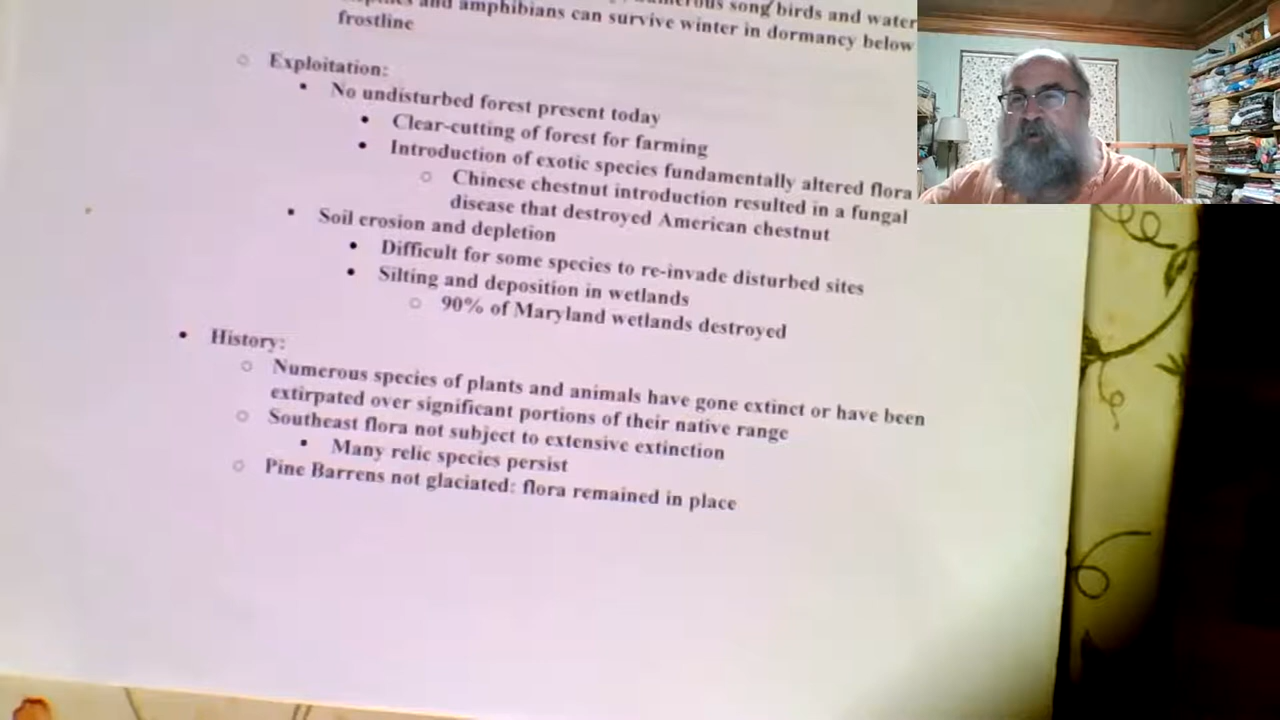 song birds and water
and amphibians can survive winter in dormancy below
frostline
Exploitation:
No undisturbed forest present today
Clear-cutting of forest for farming
Introduction of exotic species fundamentally altered flora
Chinese chestnut introduction resulted in a fungal
disease that destroyed American chestnut
Soil erosion and depletion
Difficult for some species to re-invade disturbed sites
Silting and deposition in wetlands
90% of Maryland wetlands destroyed
History:
Numerous species of plants and animals have gone extinct or have been
extirpated over significant portions of their native range
Southeast flora not subject to extensive extinction
Many relic species persist
Pine Barrens not glaciated: flora remained in place